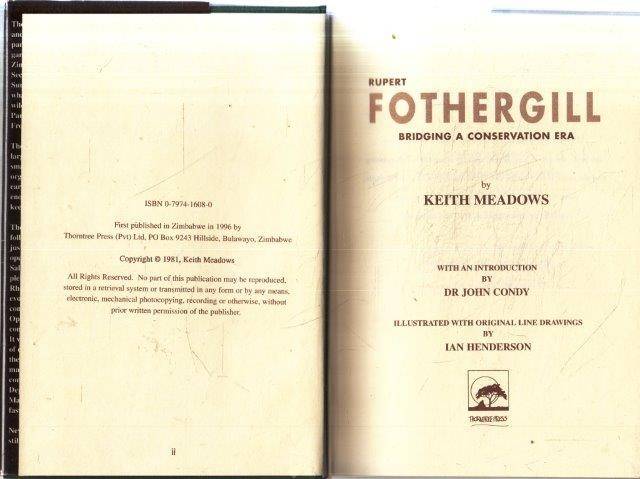 ISBN 0-7974-1608-0
First published in Zimbabwe in 1996 by
Thorntree Press (Pvt) Ltd, PO Box 9243 Hillside, Bulawayo, Zimbabwe
Copyright © 1981, Keith Meadows
All Rights Reserved. No part of this publication may be reproduced,
stored in a retrieval system or transmitted in any form or by any means,
electronic, mechanical photocopying, recording or otherwise, without
prior written permission of the publisher.
ii
RUPERT
FOTHERGILL
BRIDGING A CONSERVATION ERA
by
KEITH MEADOWS
WITH AN INTRODUCTION
BY
DR JOHN CONDY
ILLUSTRATED WITH ORIGINAL LINE DRAWINGS
BY
IAN HENDERSON
THORNTREE PRESS